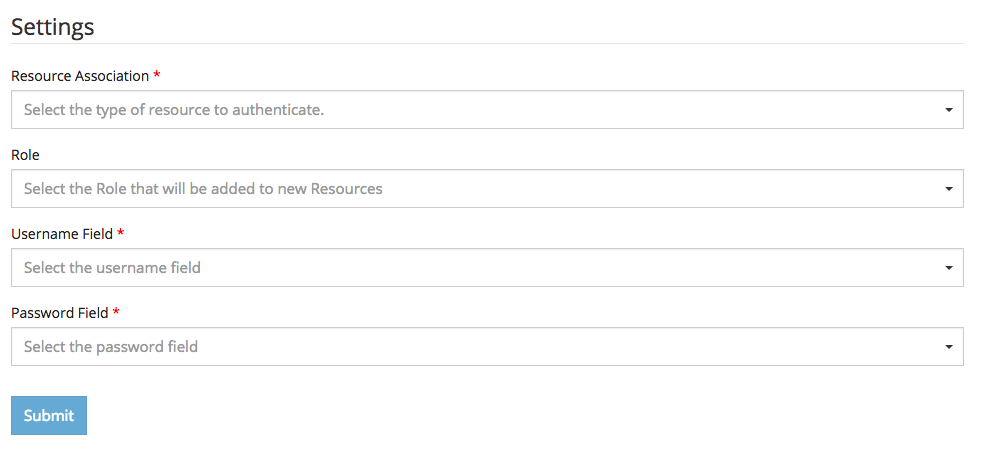 Settings
Resource Association *
Select the type of resource to authenticate.
Role
Select the Role that will be added to new Resources
Username Field *
Select the username field
Password Field *
Select the password field
Submit